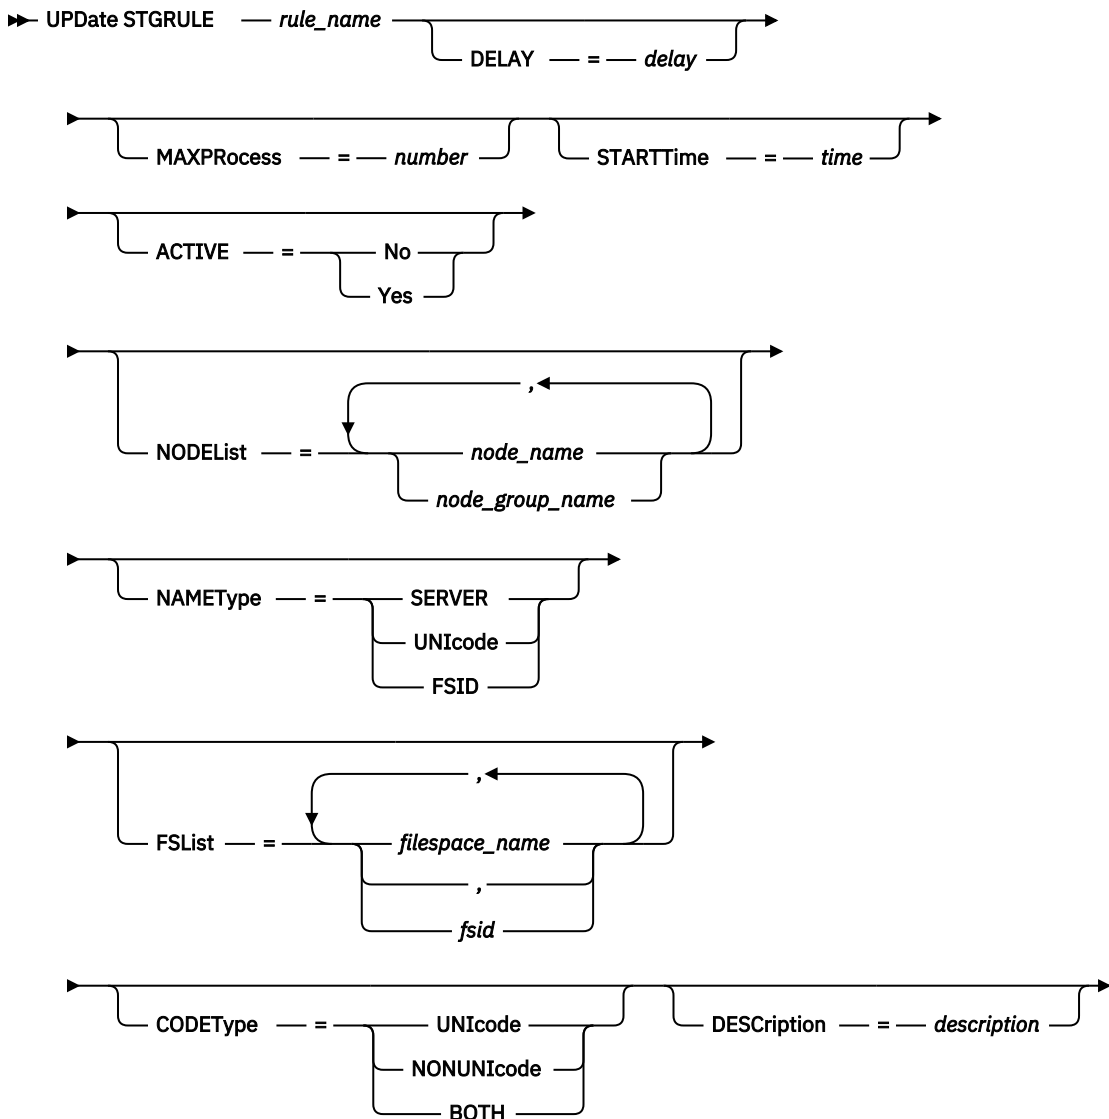 UPDate STGRULE rule_name
DELAY = delay
MAXPRocess = number STARTTime = time
ACTIVE = No
Yes
,
NODEList = node_name
node_group_name
NAMEType = SERVER
UNIcode
FSID
,
FSList = filespace_name
,
fsid
CODEType = UNIcode DESCription = description
NONUNIcode
BOTH